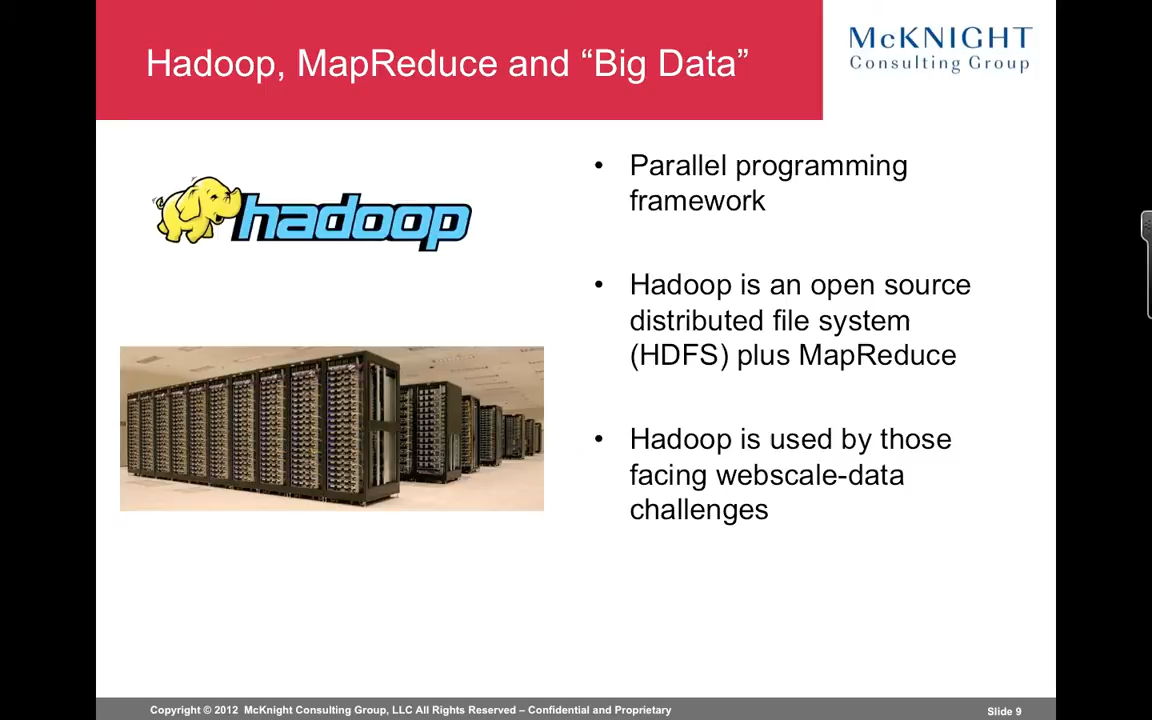 Hadoop, MapReduce and “Big Data”
McKNIGHT
Consulting Group
hadoop
• Parallel programming
framework
• Hadoop is an open source
distributed file system
(HDFS) plus MapReduce
• Hadoop is used by those
facing webscale-data
challenges
Copyright © 2012 McKnight Consulting Group, LLC All Rights Reserved – Confidential and Proprietary
Slide 9